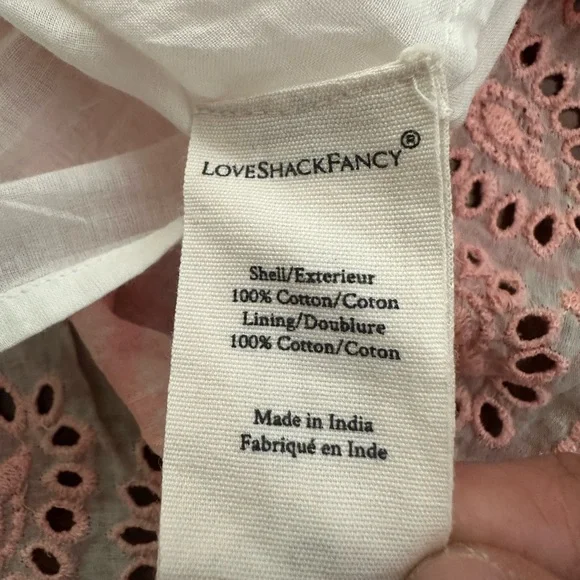 LoveShackFancy®
Shell/Exterieur
100% Cotton/Coton
Lining/Doublure
100% Cotton/Coton
Made in India
Fabriqué en Inde